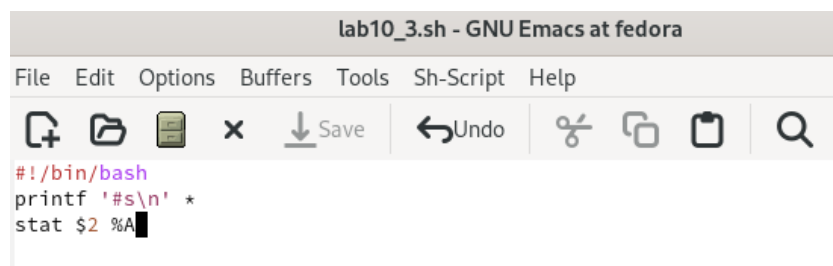 lab10_3.sh - GNU Emacs at fedora
File Edit Options Buffers Tools Sh-Script Help
Save Undo
#!/bin/bash
printf '#s\n' *
stat $2 %A